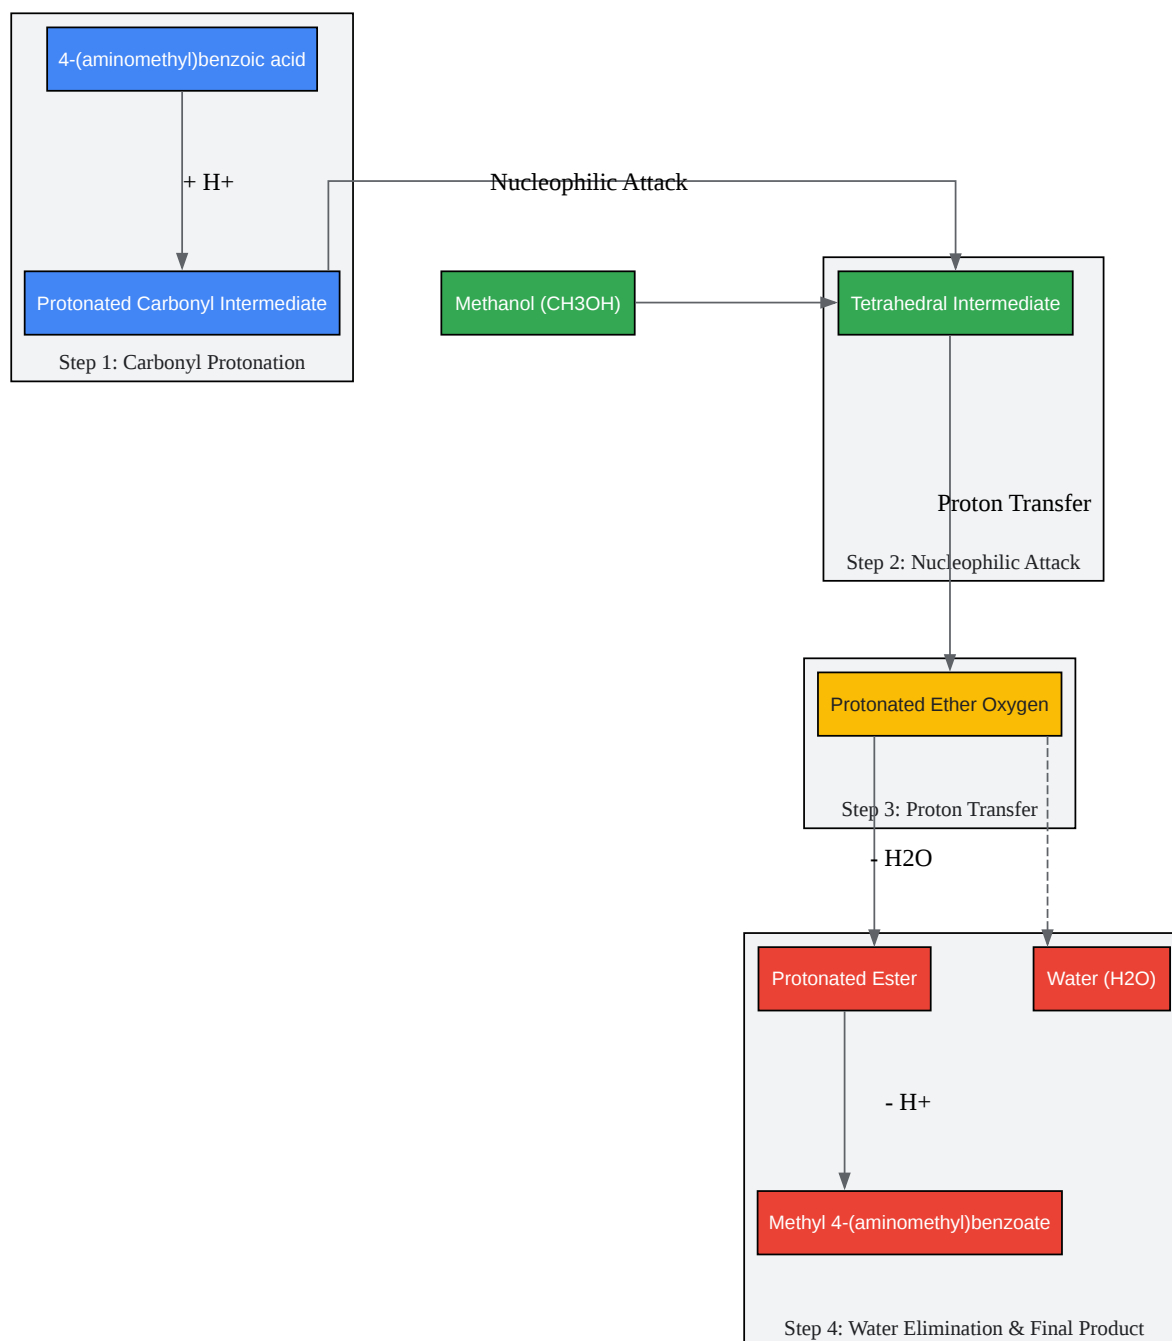 4-(aminomethyl)benzoic acid
+ H+
Nucleophilic Attack
Protonated Carbonyl Intermediate
Methanol (CH3OH)
Tetrahedral Intermediate
Step 1: Carbonyl Protonation
Proton Transfer
Step 2: Nucleophilic Attack
Protonated Ether Oxygen
Step 3: Proton Transfer
- H2O
Protonated Ester
Water (H2O)
- H+
Methyl 4-(aminomethyl)benzoate
Step 4: Water Elimination & Final Product